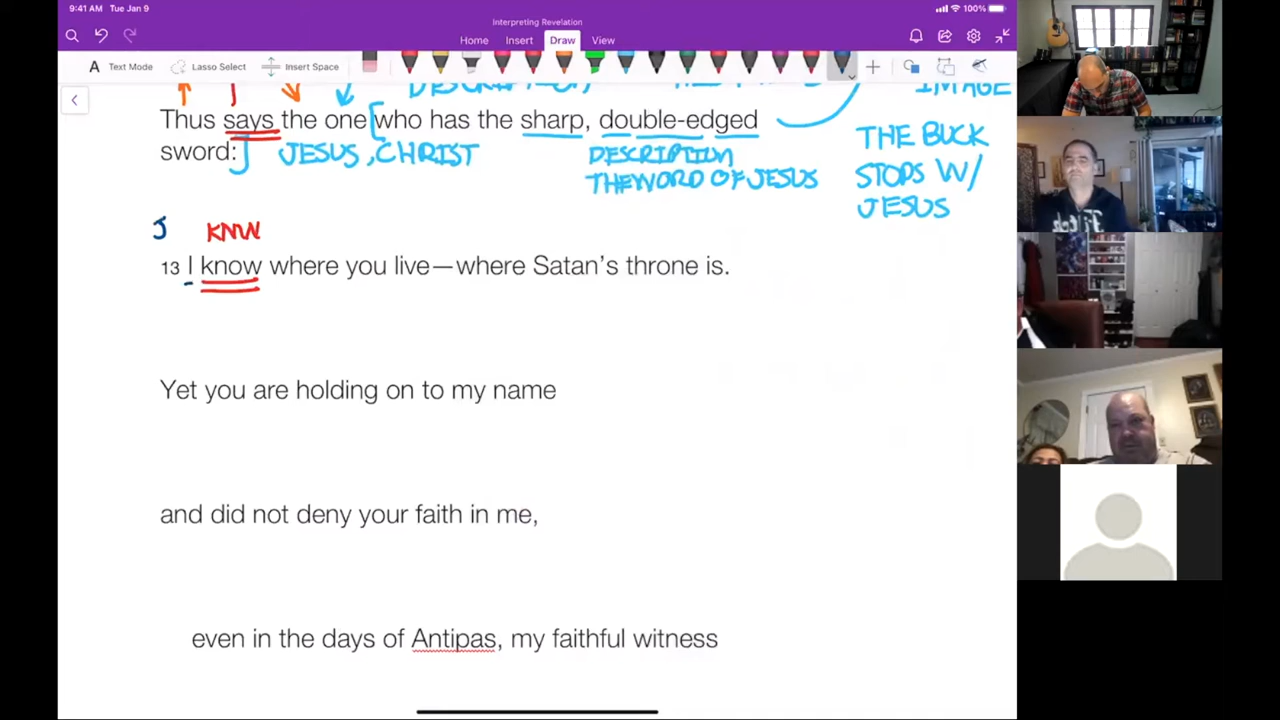 9:41 AM Tue Jan 9
100%
Interpreting Revelation
Home Insert Draw View
A Text Mode Lasso Select Insert Space
DESCRIPTION
IMAGE
Thus says the one who has the sharp, double-edged
sword: JESUS, CHRIST
DESCRIPTION
THE WORD OF JESUS
THE BUCK
STOPS W/
JESUS
J KNW
13 I know where you live—where Satan's throne is.
Yet you are holding on to my name
and did not deny your faith in me,
even in the days of Antipas, my faithful witness